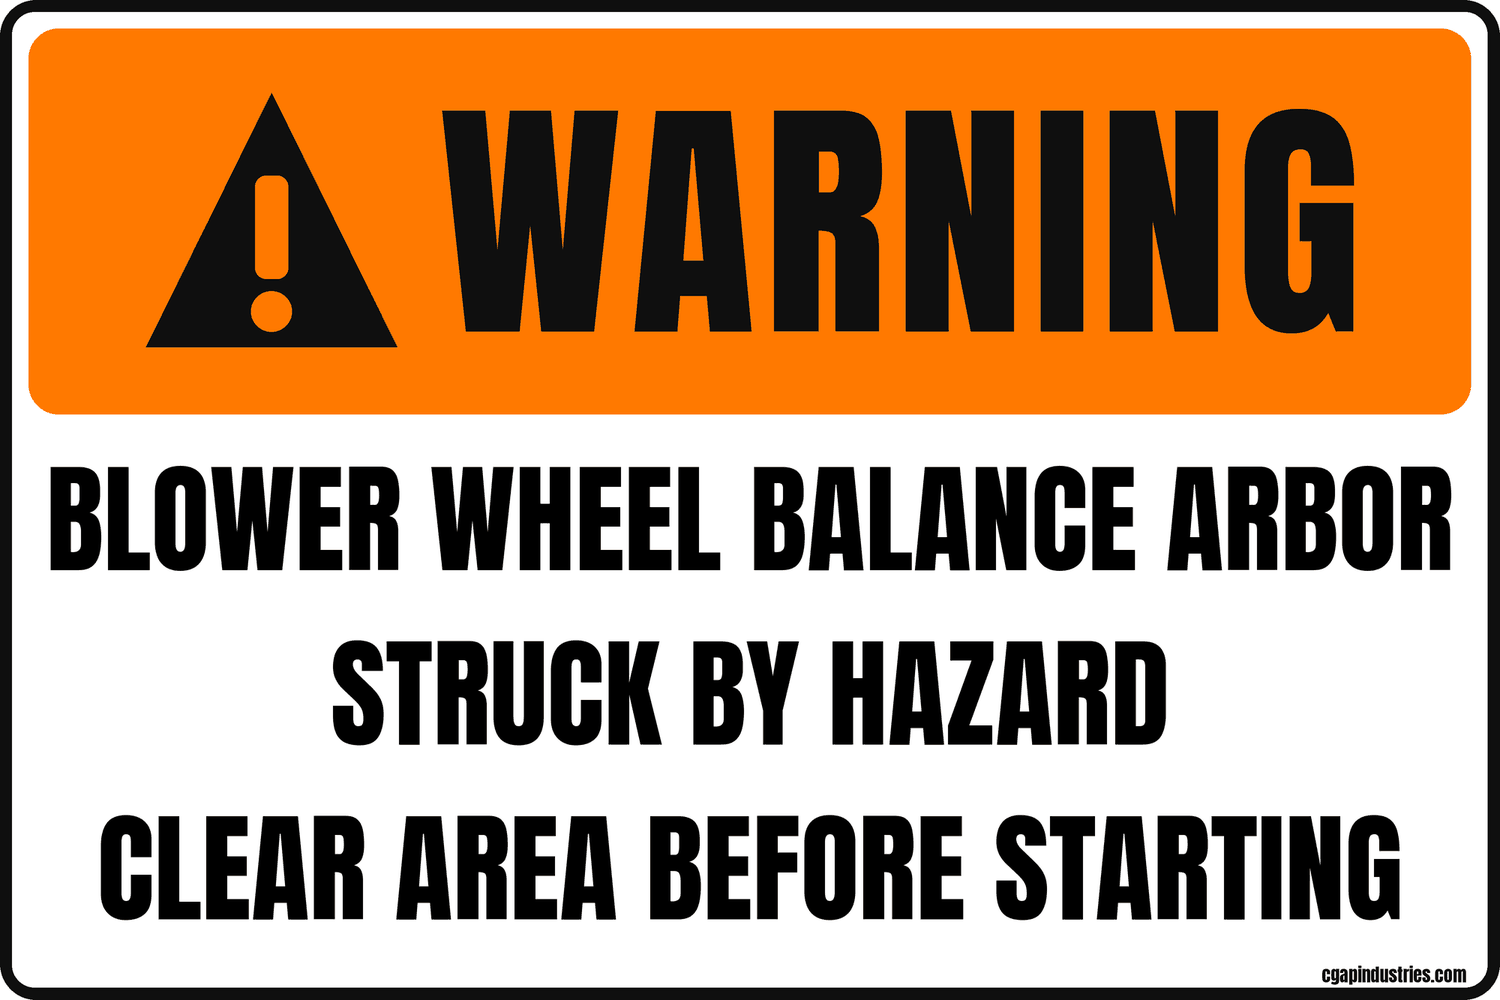 WARNING
BLOWER WHEEL BALANCE ARBOR
STRUCK BY HAZARD
CLEAR AREA BEFORE STARTING
cgapindustries.com